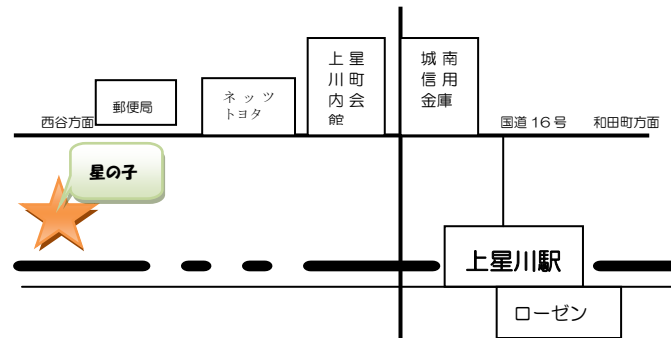 上 星
川 町
内 会
館
城 南
信 用
金庫
郵便局
ネ ッ ツ
トヨタ
西谷方面
国道 16 号
和田町方面
星の子
上星川駅
ローゼン